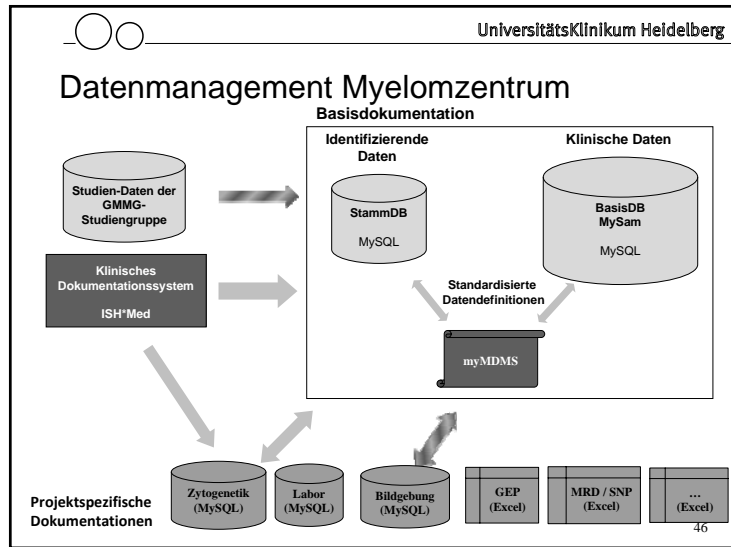 UniversitätsKlinikum Heidelberg
Datenmanagement Myelomzentrum
Basisdokumentation
Identifizierende
Daten
Klinische Daten
Studien-Daten der
GMMG-
Studiengruppe
StammDB
MySQL
BasisDB
MySam
MySQL
Klinisches
Dokumentationssystem
ISH*Med
Standardisierte
Datendefinitionen
myMDMS
Projektspezifische
Dokumentationen
Zytogenetik
(MySQL)
Labor
(MySQL)
Bildgebung
(MySQL)
GEP
(Excel)
MRD / SNP
(Excel)
...
(Excel)
46